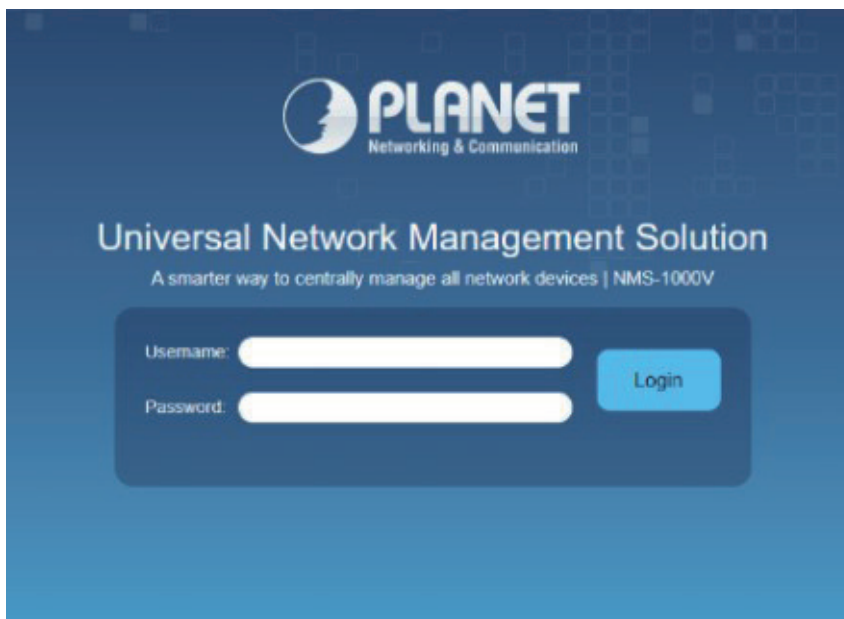 PLANET
Networking & Communication
Universal Network Management Solution
A smarter way to centrally manage all network devices | NMS-1000V
Username:
Login
Password: